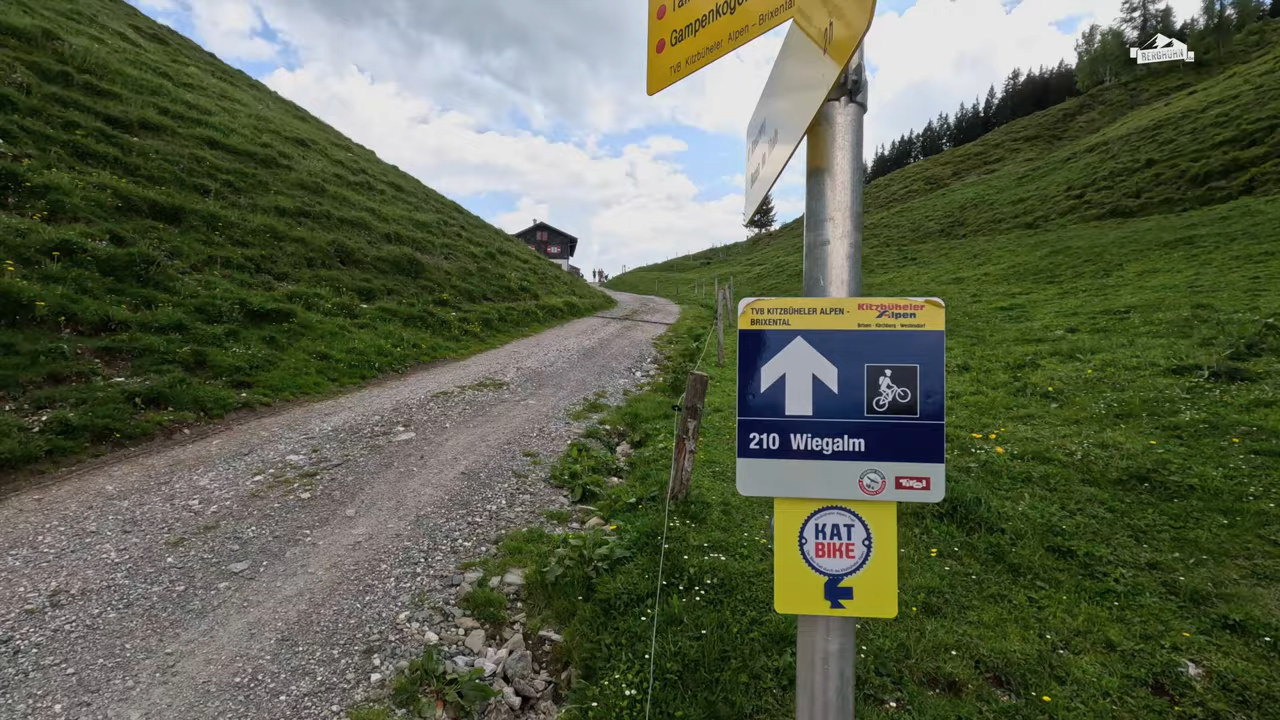 Gampenkogel
TVB Kitzbüheler Alpen - Brixental
BERGHUHN
TVB KITZBÜHELER ALPEN -
BRIXENTAL
Kitzbüheler
Alpen
Brixen · Kirchberg · Westendorf
210 Wiegalm
Tirol
KAT
BIKE